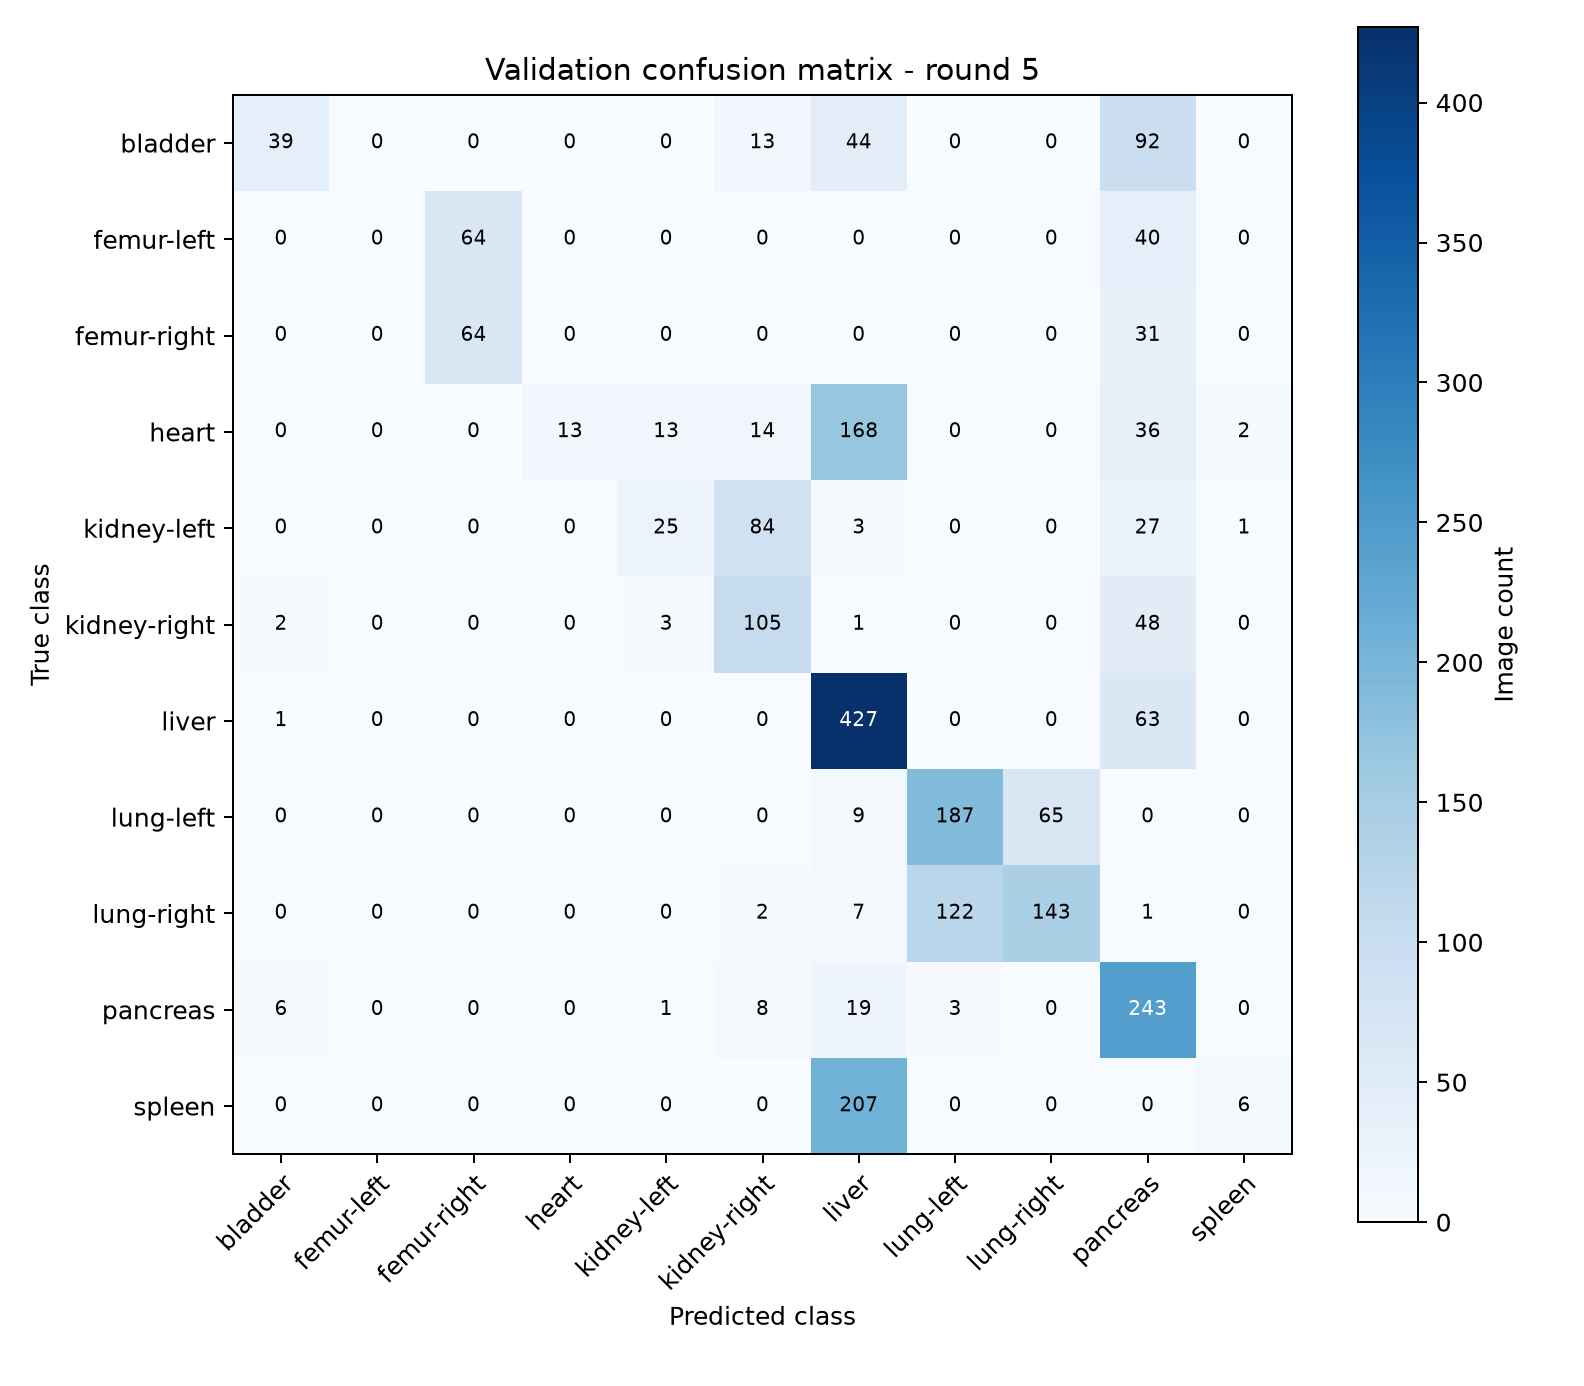 Validation confusion matrix - round 5
bladder 39 0 0 0 0 13 44 0 0 92 0
femur-left 0 0 64 0 0 0 0 0 0 40 0
femur-right 0 0 64 0 0 0 0 0 0 31 0
heart 0 0 0 13 13 14 168 0 0 36 2
kidney-left 0 0 0 0 25 84 3 0 0 27 1
kidney-right 2 0 0 0 3 105 1 0 0 48 0
liver 1 0 0 0 0 0 427 0 0 63 0
lung-left 0 0 0 0 0 0 9 187 65 0 0
lung-right 0 0 0 0 0 2 7 122 143 1 0
pancreas 6 0 0 0 1 8 19 3 0 243 0
spleen 0 0 0 0 0 0 207 0 0 0 6
True class
bladder femur-left femur-right heart kidney-left kidney-right liver lung-left lung-right pancreas spleen
Predicted class
400
350
300
250
200
150
100
50
0
Image count